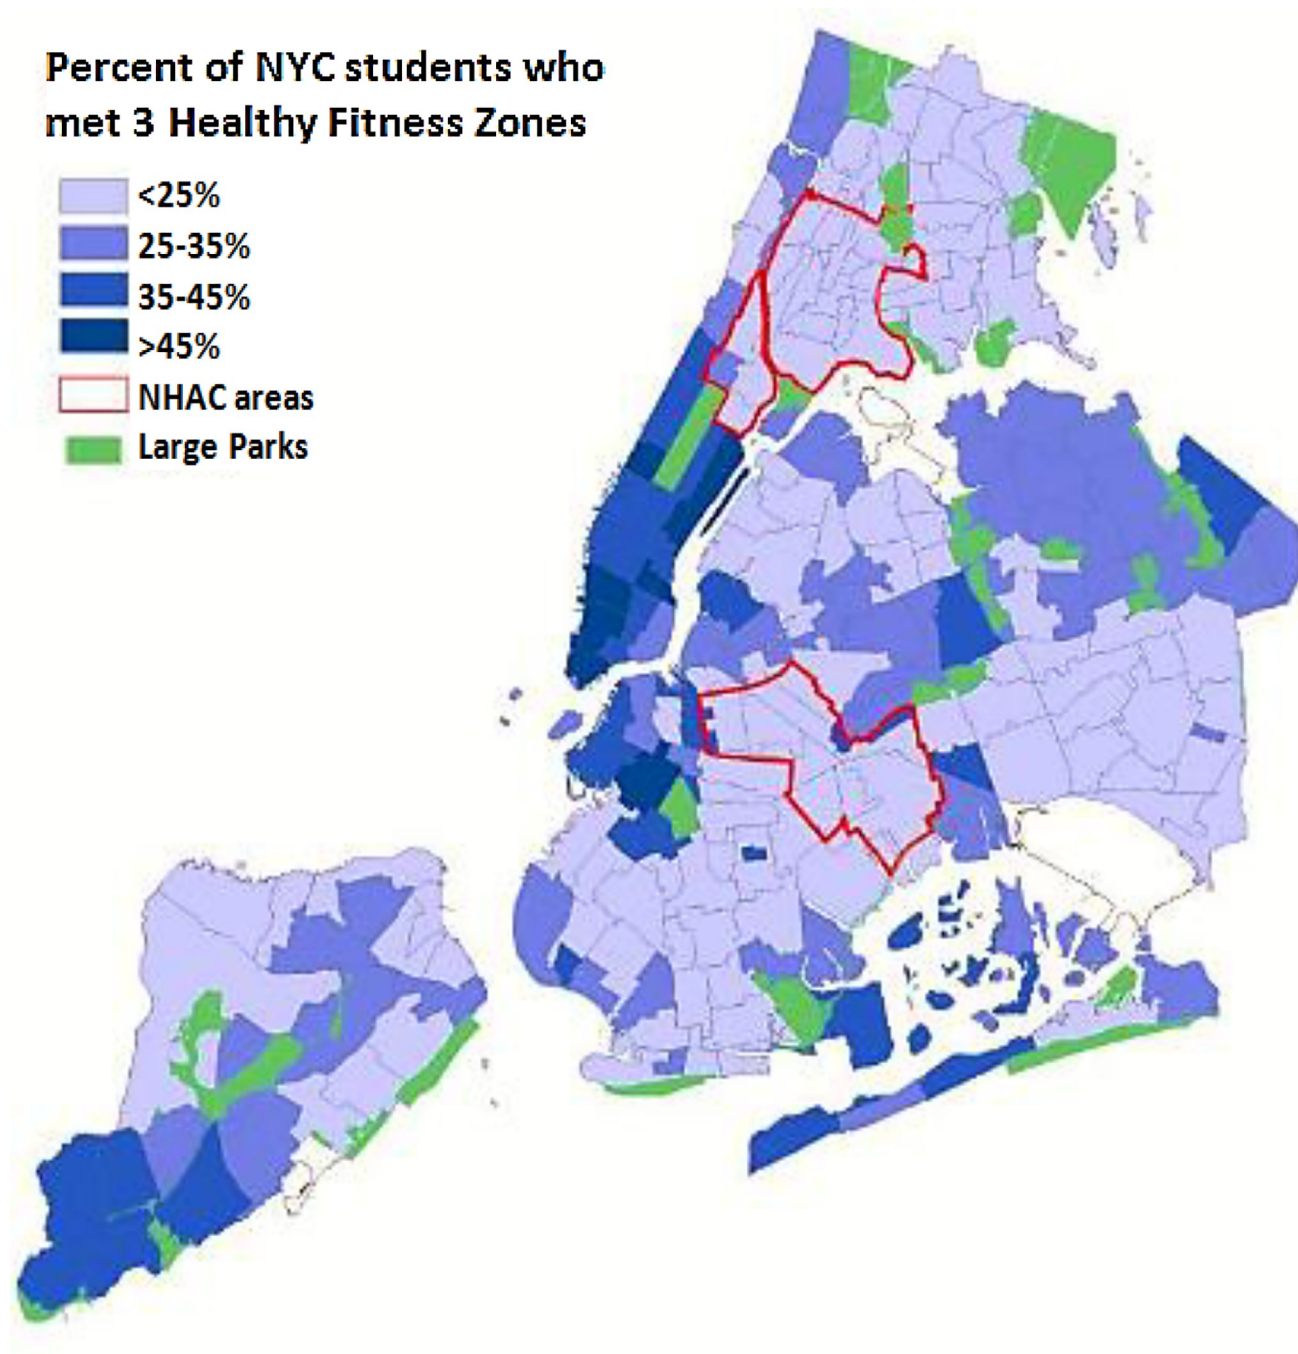 Percent of NYC students who
met 3 Healthy Fitness Zones
<25%
25-35%
35-45%
>45%
NHAC areas
Large Parks